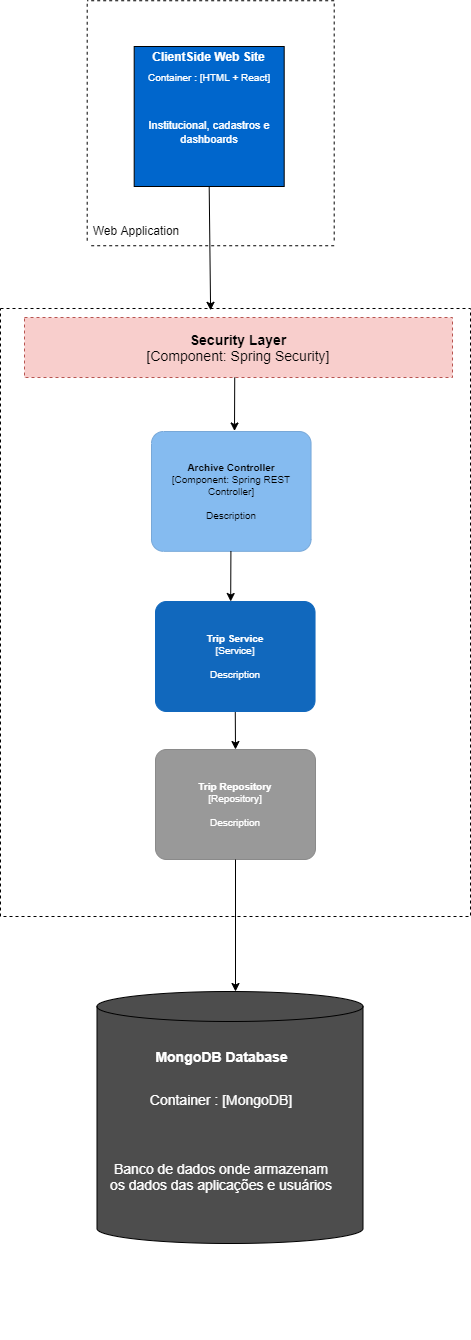 ClientSide Web Site
Container : [HTML + React]
Institucional, cadastros e
dashboards
Web Application
Security Layer
[Component: Spring Security]
Archive Controller
[Component: Spring REST
Controller]
Description
Trip Service
[Service]
Description
Trip Repository
[Repository]
Description
MongoDB Database
Container : [MongoDB]
Banco de dados onde armazenam
os dados das aplicações e usuários